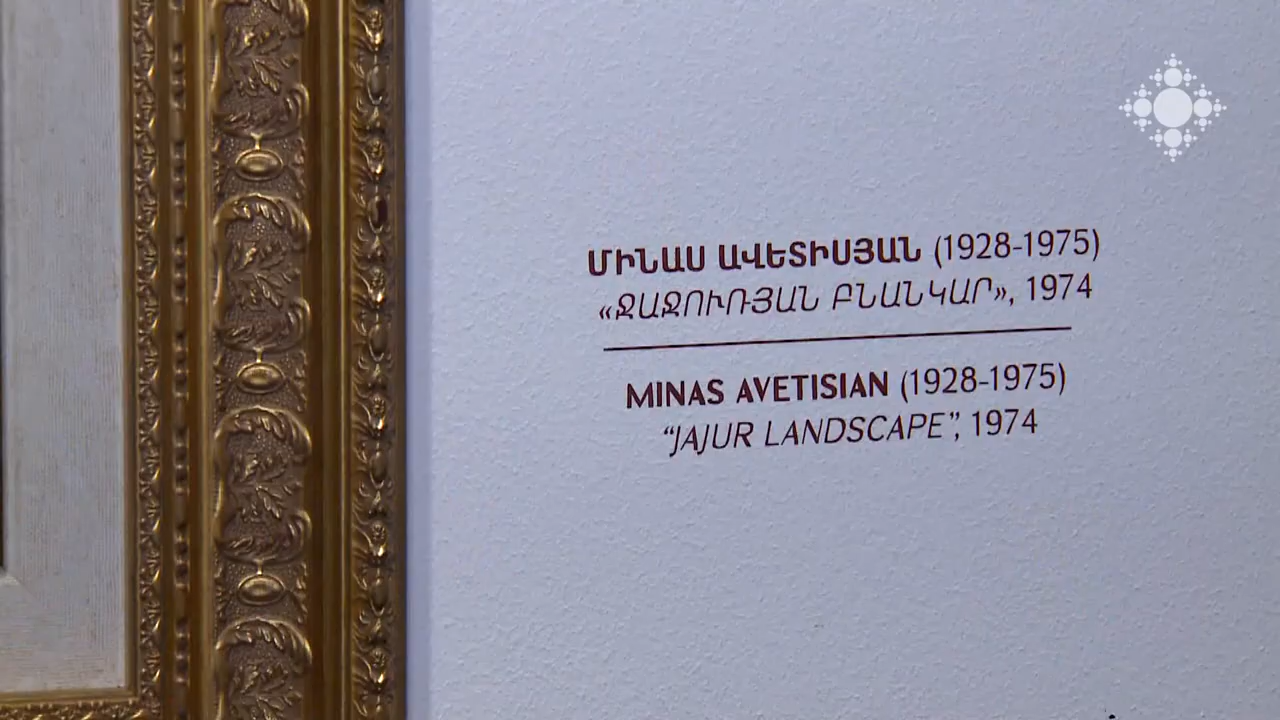 ՄԻՆԱՍ ԱՎԵՏԻՍՅԱՆ (1928-1975)
«ՋԱՋՈՒՌՅԱՆ ԲՆԱՆԿԱՐ», 1974
MINAS AVETISIAN (1928-1975)
“JAJUR LANDSCAPE”, 1974